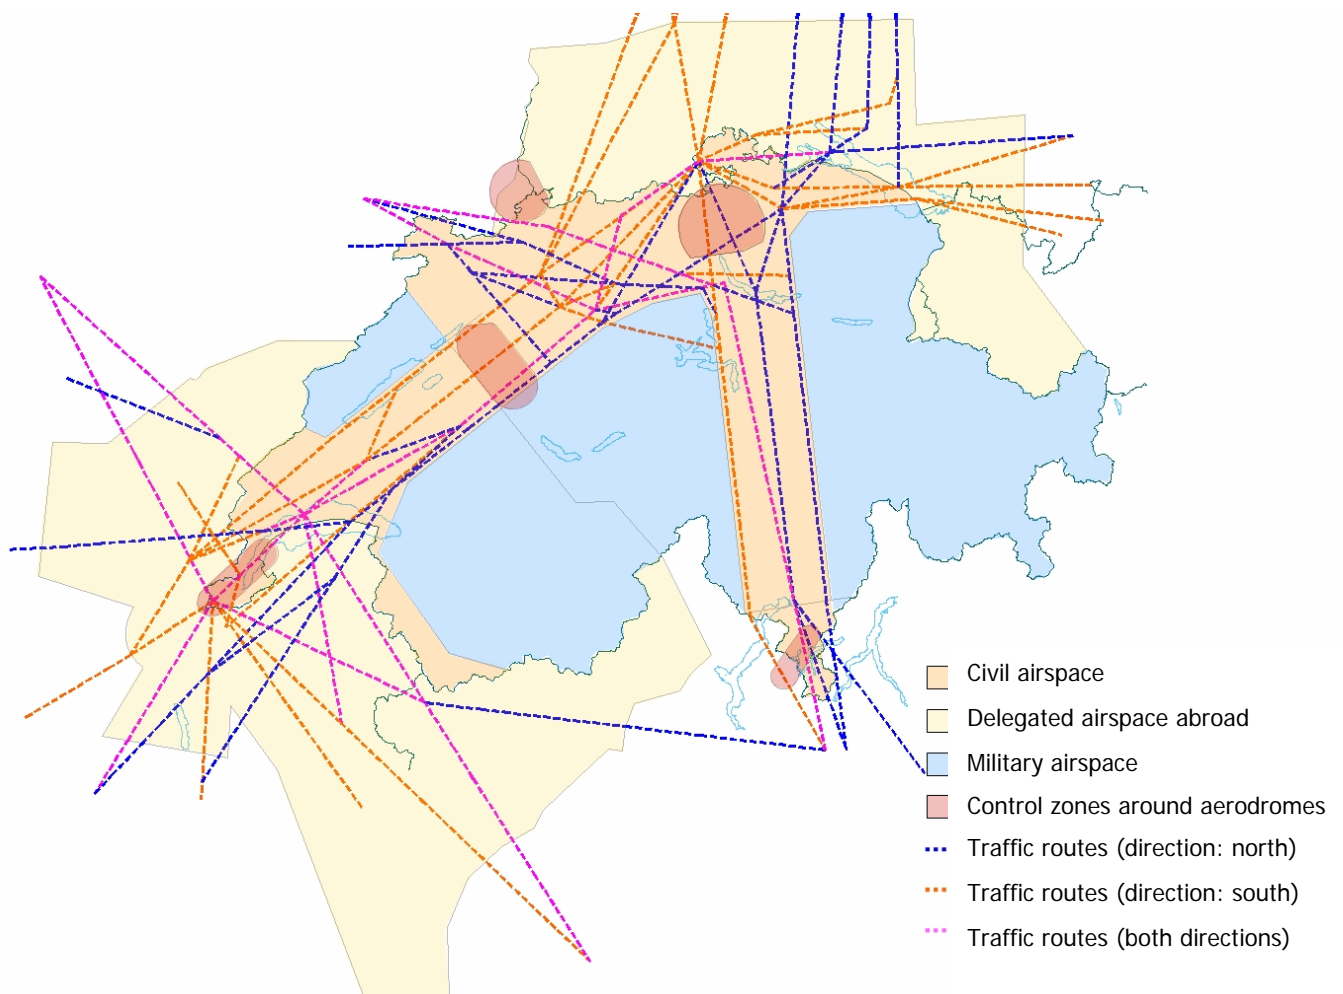 Civil airspace
Delegated airspace abroad
Military airspace
Control zones around aerodromes
Traffic routes (direction: north)
Traffic routes (direction: south)
Traffic routes (both directions)